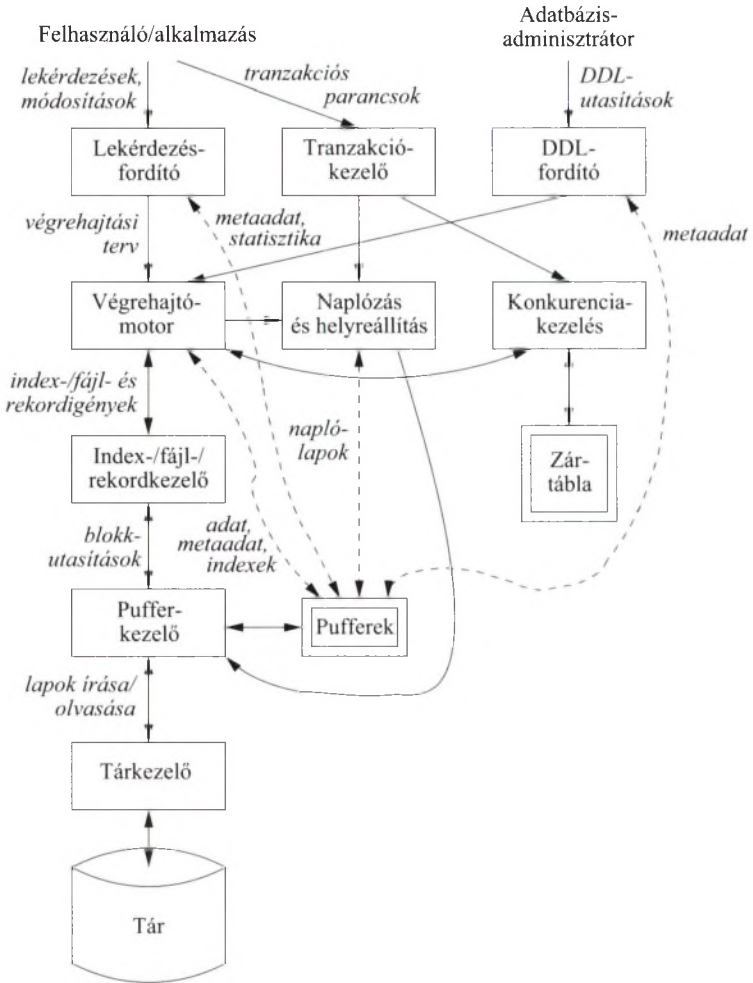 Felhasználó/alkalmazás
Adatbázis-
adminisztrátor
lekérdezések,
módosítások
tranzakciós
parancsok
DDL-
utasítások
Lekérdezés-
fordító
Tranzakció-
kezelő
DDL-
fordító
végrehajtási
terv
metaadat,
statisztika
metaadat
Végrehajtó-
motor
Naplózás
és helyreállítás
Konkurencia-
kezelés
index-/fájl- és
rekordigények
napló-
lapok
Index-/fájl-/
rekordkezelő
Zár-
tábla
blokk-
utasítások
adat,
metaadat,
indexek
Puffer-
kezelő
Pufferek
lapok írása/
olvasása
Tárkezelő
Tár